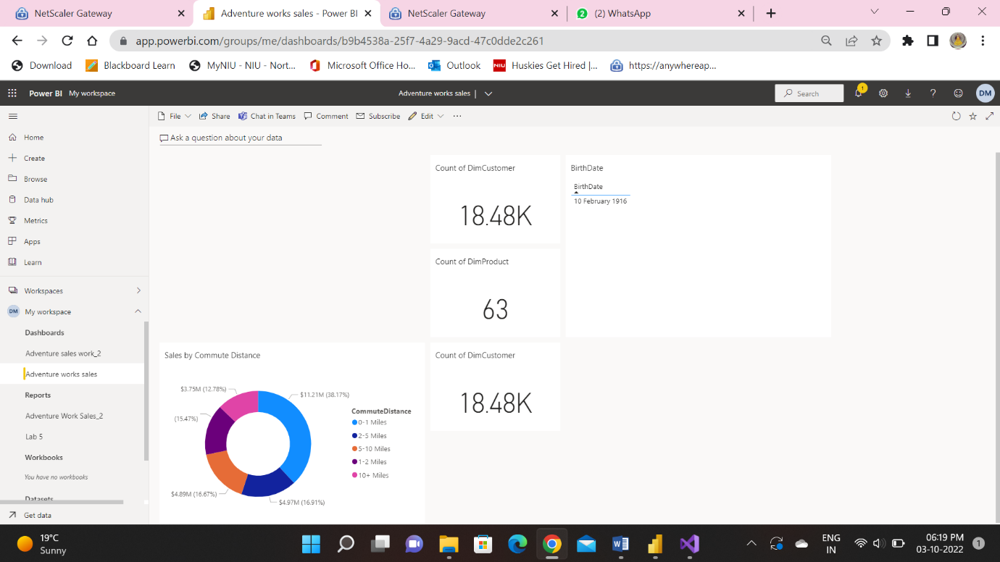 NetScaler Gateway
Adventure works sales - Power BI
NetScaler Gateway
(2) WhatsApp
app.powerbi.com/groups/me/dashboards/b9b4538a-25f7-4a29-9acd-47c0dde2c261
Download
Blackboard Learn
MyNIU - NIU - Nort...
Microsoft Office Ho...
Outlook
NIU
Huskies Get Hired |...
https://anywhereap...
Power BI My workspace
Adventure works sales |
Search
1
DM
File
Share
Chat in Teams
Comment
Subscribe
Edit
...
Home
Create
Browse
Data hub
Metrics
Apps
Learn
Workspaces
DM My workspace
Dashboards
Adventure sales work_2
Adventure works sales
Reports
Adventure Work Sales_2
Lab 5
Workbooks
You have no workbooks
Datasets
Get data
Ask a question about your data
Count of DimCustomer
18.48K
BirthDate
BirthDate
10 February 1916
Count of DimProduct
63
Sales by Commute Distance
$3.75M (12.78%)
$11.21M (38.17%)
(15.47%)
$4.89M (16.67%)
$4.97M (16.91%)
CommuteDistance
0-1 Miles
2-5 Miles
5-10 Miles
1-2 Miles
10+ Miles
Count of DimCustomer
18.48K
19°C
Sunny
ENG
IN
06:19 PM
03-10-2022
1